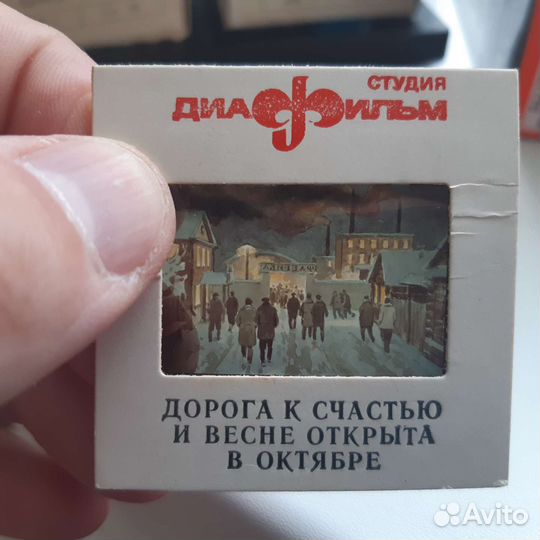 СТУДИЯ
ДИАФИЛЬМ
ДОРОГА К СЧАСТЬЮ
И ВЕСНЕ ОТКРЫТА
В ОКТЯБРЕ
Avito